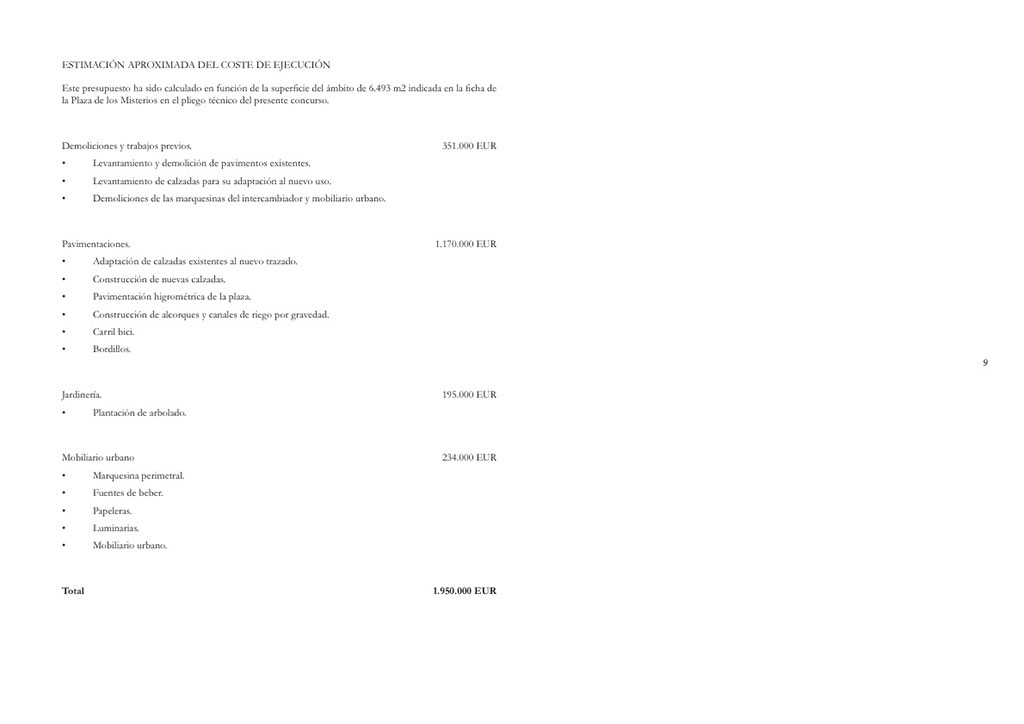 ESTIMACIÓN APROXIMADA DEL COSTE DE EJECUCIÓN
Este presupuesto ha sido calculado en función de la superficie del ámbito de 6.493 m2 indicada en la ficha de
la Plaza de los Misterios en el pliego técnico del presente concurso.
Demoliciones y trabajos previos. 351.000 EUR
• Levantamiento y demolición de pavimentos existentes.
• Levantamiento de calzadas para su adaptación al nuevo uso.
• Demoliciones de las marquesinas del intercambiador y mobiliario urbano.
Pavimentaciones. 1.170.000 EUR
• Adaptación de calzadas existentes al nuevo trazado.
• Construcción de nuevas calzadas.
• Pavimentación higrométrica de la plaza.
• Construcción de alcorques y canales de riego por gravedad.
• Carril bici.
• Bordillos.
9
Jardinería. 195.000 EUR
• Plantación de arbolado.
Mobiliario urbano 234.000 EUR
• Marquesina perimetral.
• Fuentes de beber.
• Papeleras.
• Luminarias.
• Mobiliario urbano.
Total 1.950.000 EUR